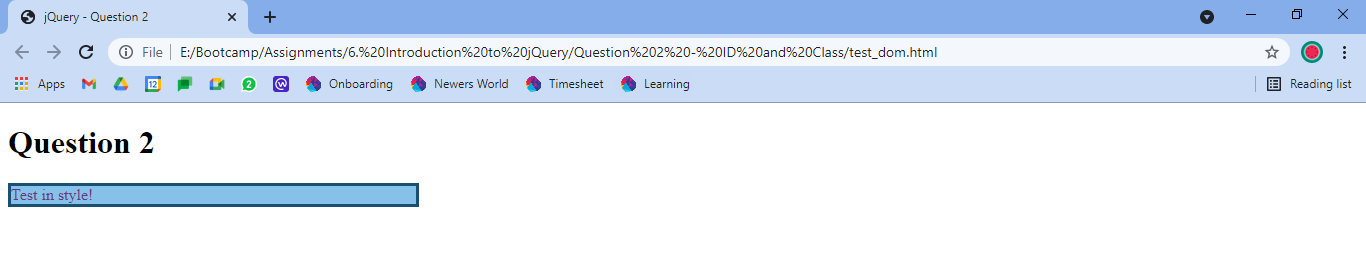 jQuery - Question 2
File E:/Bootcamp/Assignments/6.%20Introduction%20to%20jQuery/Question%202%20-%20ID%20and%20Class/test_dom.html
Apps 12 2 Onboarding Newers World Timesheet Learning Reading list
Question 2
Test in style!